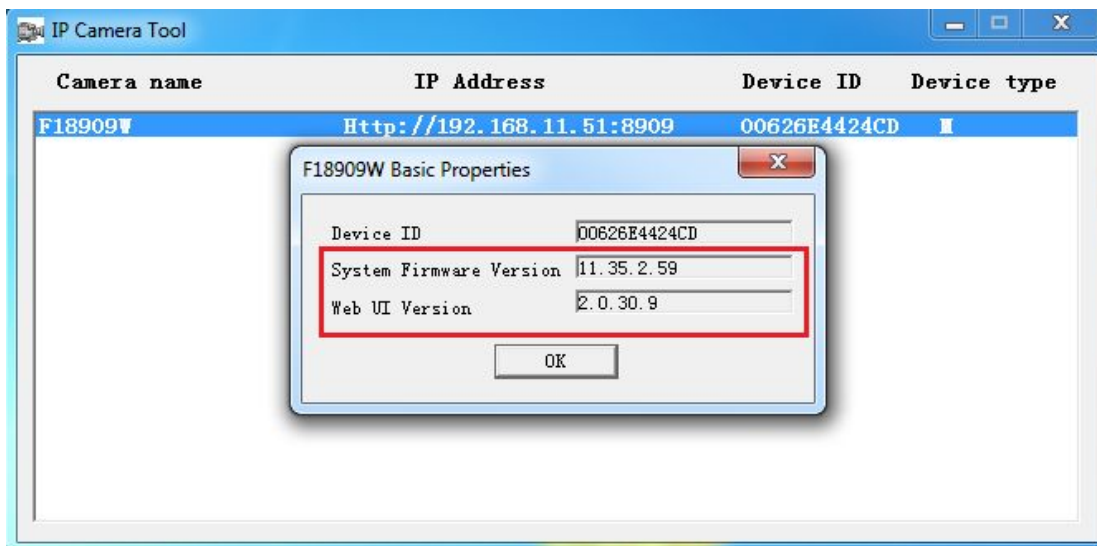 IP Camera Tool
Camera name IP Address Device ID Device type
F18909W Http://192.168.11.51:8909 00626E4424CD M
F18909W Basic Properties
Device ID 00626E4424CD
System Firmware Version 11.35.2.59
Web UI Version 2.0.30.9
OK